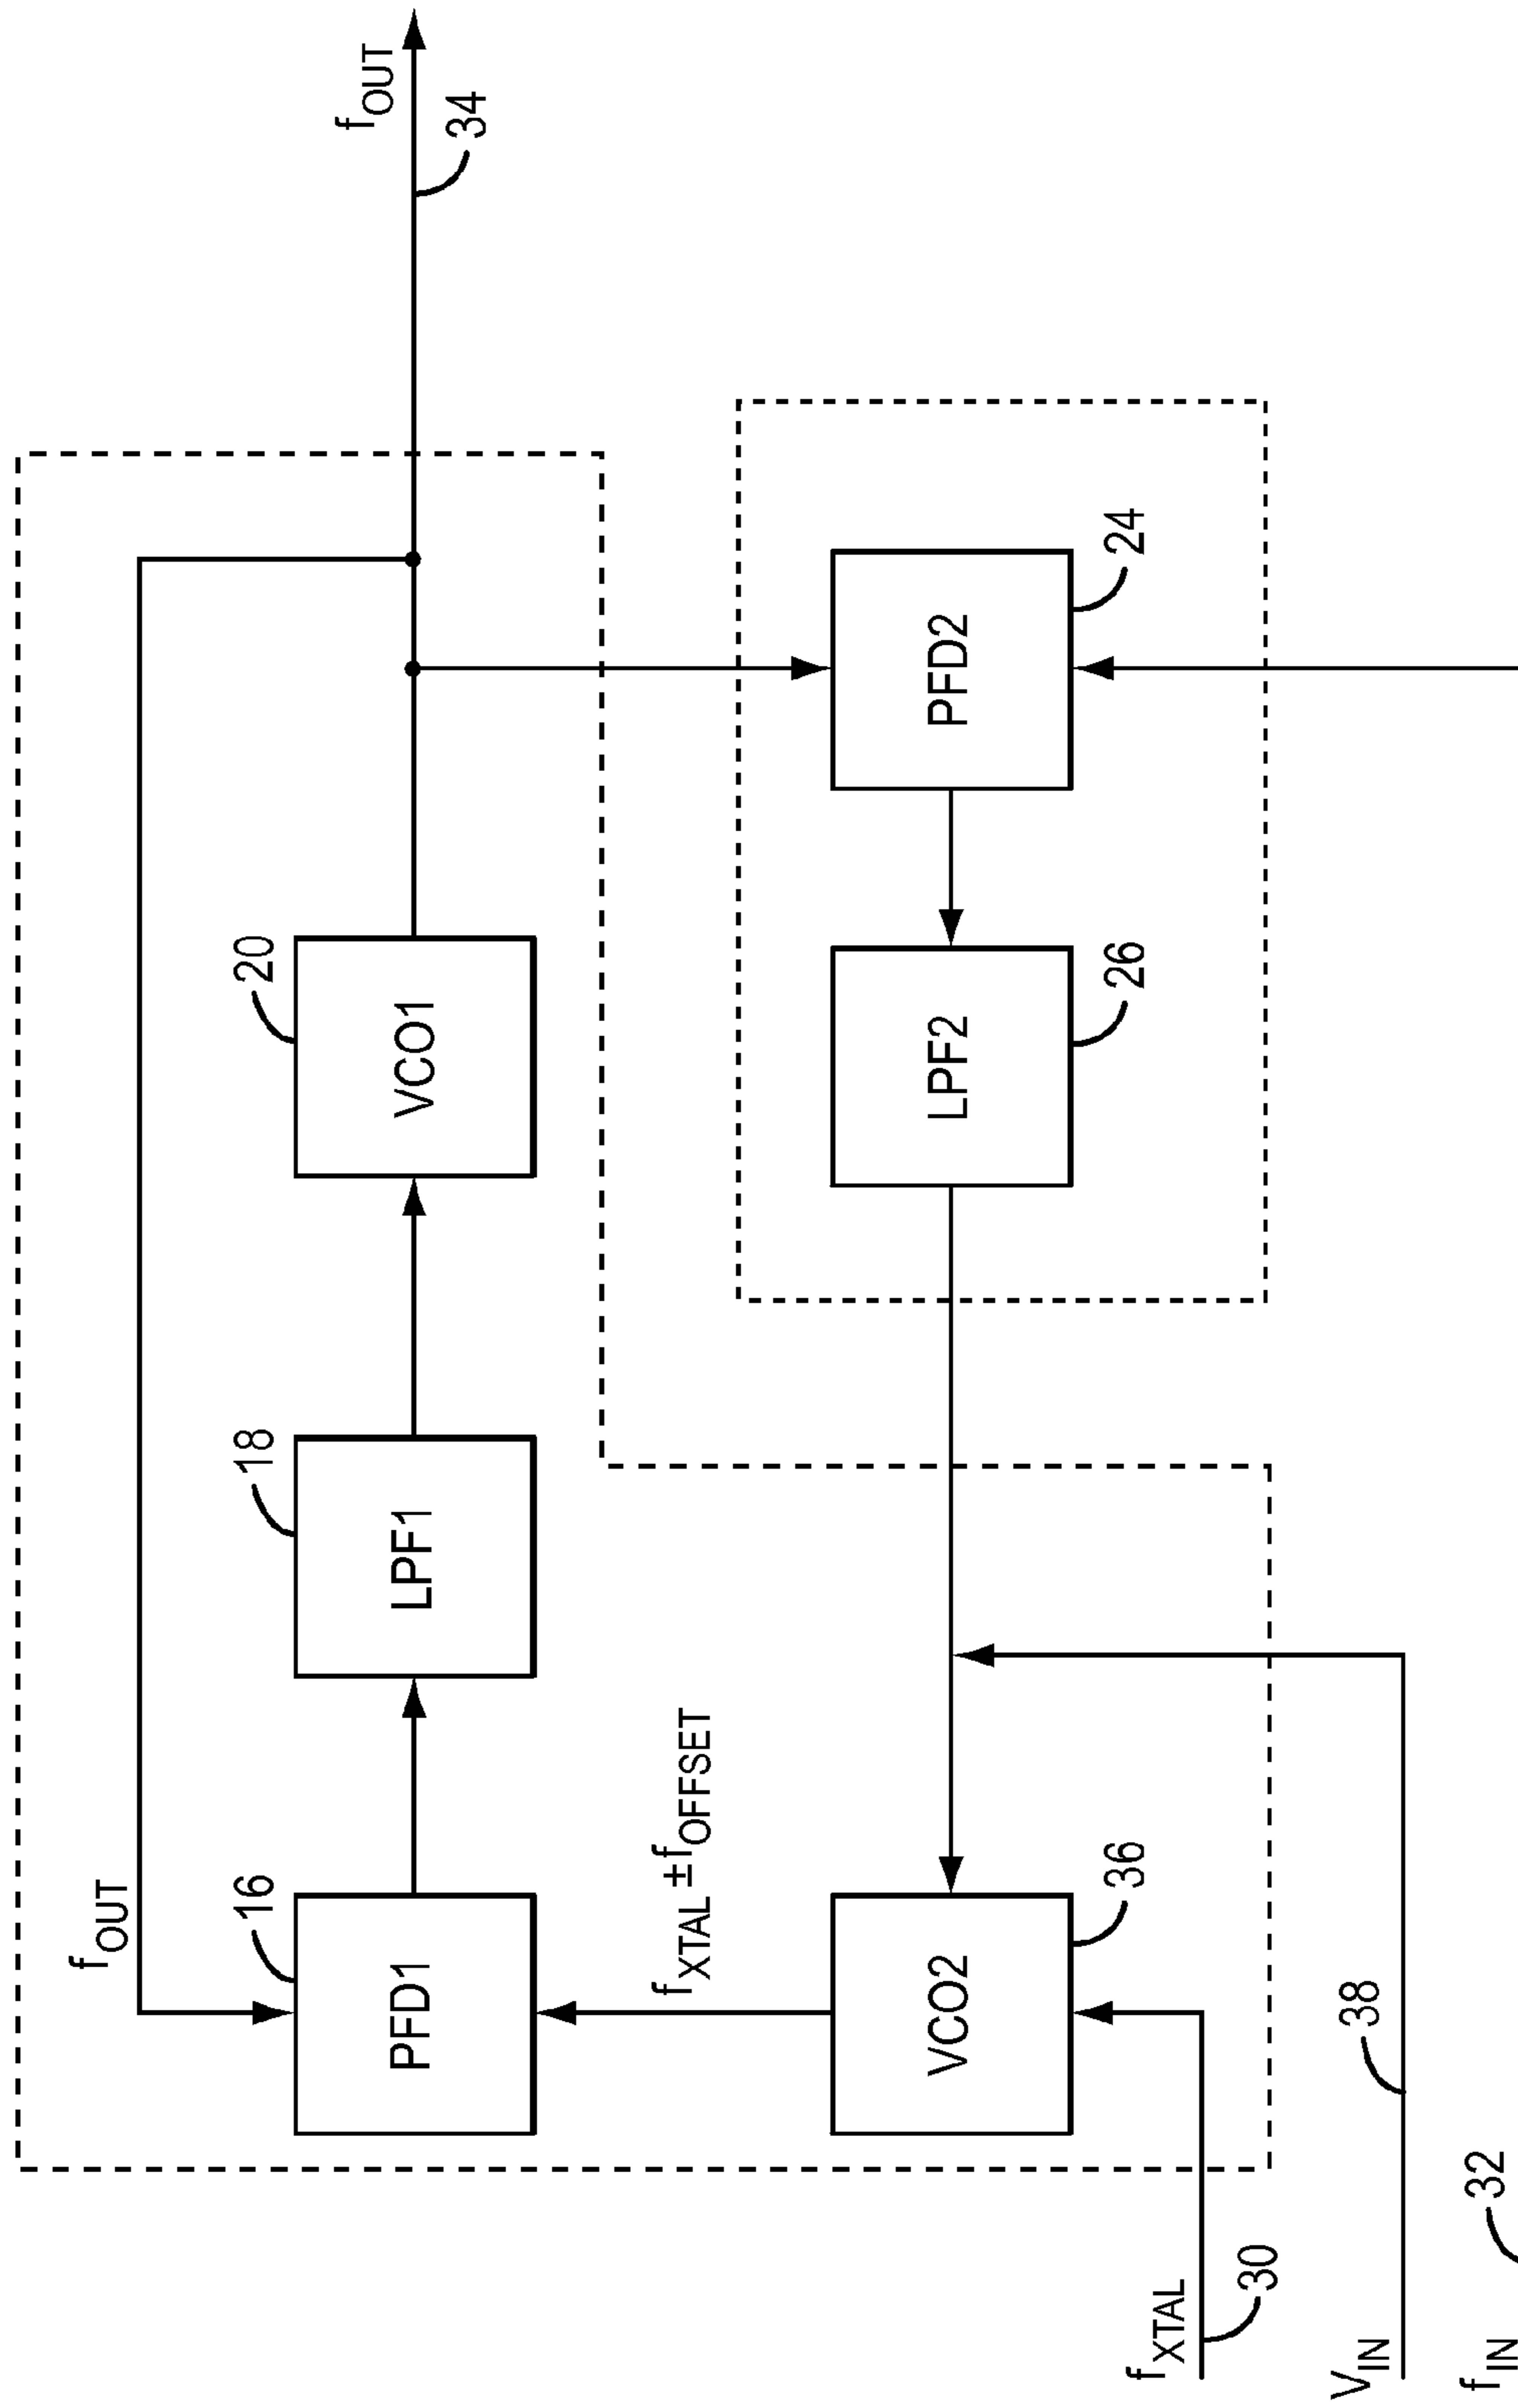 f_OUT
f_OUT
34
16
18
20
PFD1
LPF1
VCO1
f_XTAL ± f_OFFSET
VCO2
LPF2
PFD2
36
26
24
f_XTAL
30
V_IN
38
f_IN
32